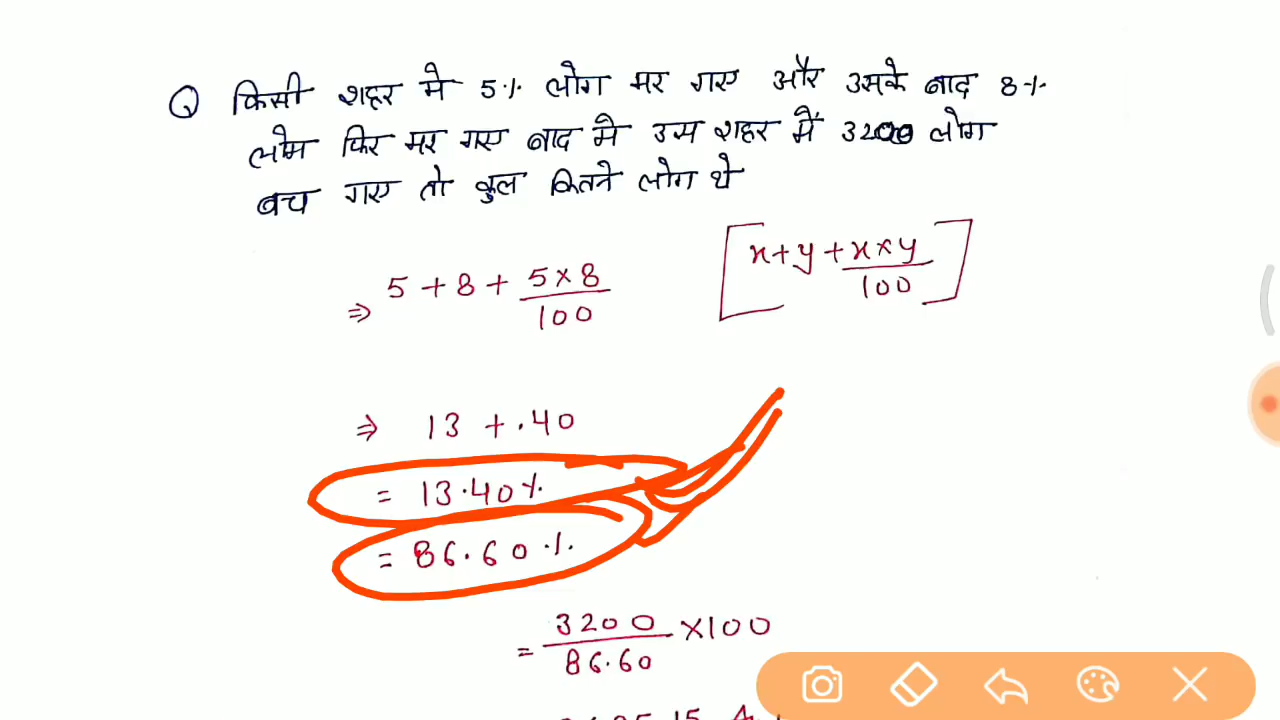 Q किसी शहर मे 5% लोग मर गए और उसके बाद 8%
लोग फिर मर गए बाद मे उस शहर में 3200 लोग
बच गए तो कुल कितने लोग थे
[x+y+x×y/100]
⇒ 5+8+5×8/100
⇒ 13+.40
= 13.40%
= 86.60%
= 3200/86.60 ×100